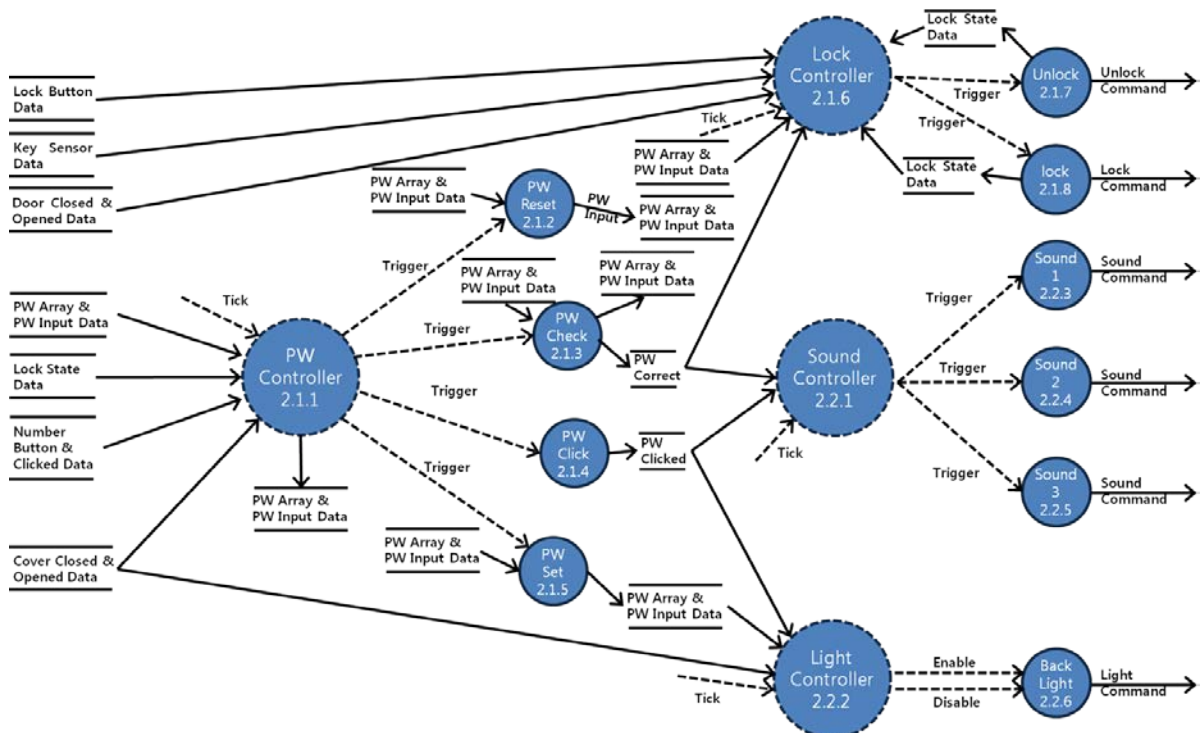 Lock Button
Data
Key Sensor
Data
Door Closed &
Opened Data
PW Array &
PW Input Data
Lock State
Data
Number
Button &
Clicked Data
Cover Closed &
Opened Data
Tick
PW
Controller
2.1.1
PW Array &
PW Input Data
Trigger
Trigger
Trigger
Trigger
PW Array &
PW Input Data
PW
Reset
2.1.2
PW
Input
PW Array &
PW Input Data
PW Array &
PW Input Data
PW
Check
2.1.3
PW Array &
PW Input Data
PW
Correct
PW
Click
2.1.4
PW
Clicked
PW Array &
PW Input Data
PW
Set
2.1.5
PW Array &
PW Input Data
Tick
PW Array &
PW Input Data
Lock
Controller
2.1.6
Lock State
Data
Trigger
Unlock
2.1.7
Unlock
Command
Trigger
Lock State
Data
lock
2.1.8
Lock
Command
Sound
Controller
2.2.1
Tick
Trigger
Sound
1
2.2.3
Sound
Command
Trigger
Sound
2
2.2.4
Sound
Command
Trigger
Sound
3
2.2.5
Sound
Command
Tick
Light
Controller
2.2.2
Enable
Disable
Back
Light
2.2.6
Light
Command